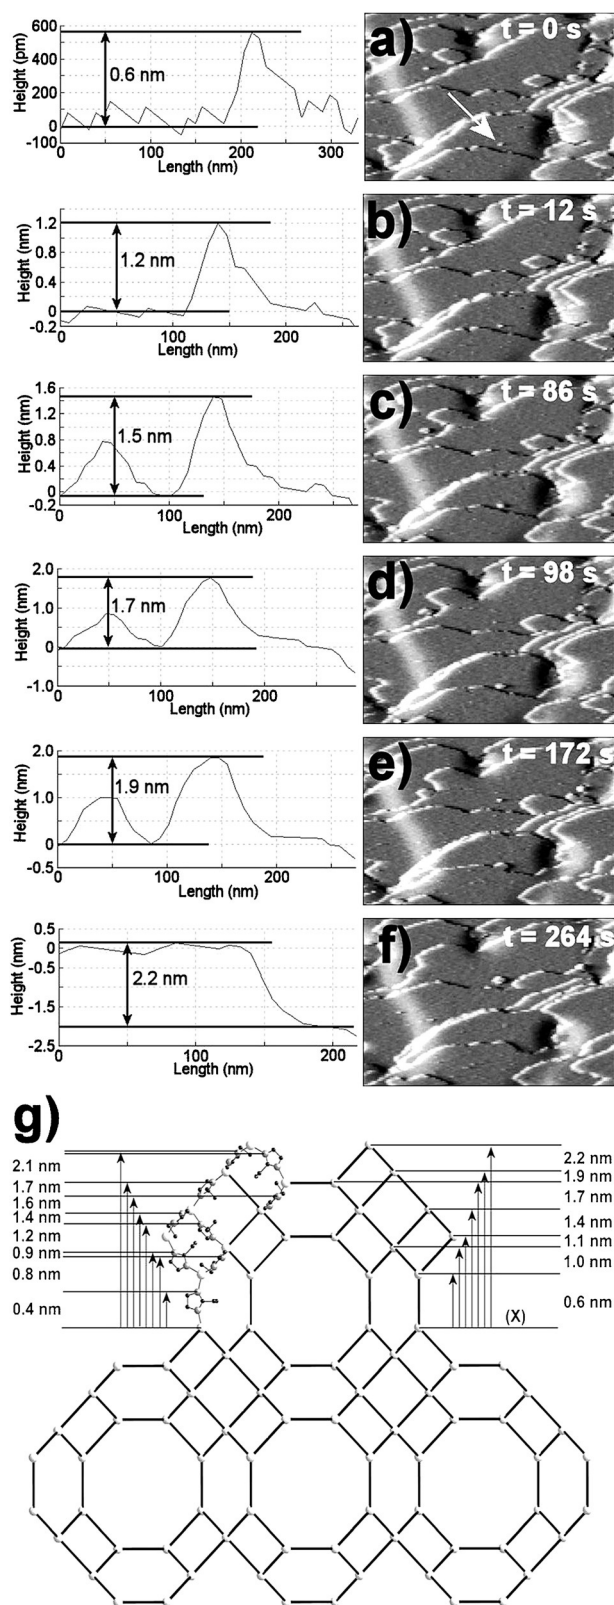 600
400
200
0
-100
Height (pm)
0.6 nm
0 100 200 300
Length (nm)
a)
t = 0 s
1.2
0.8
0.4
0
-0.2
Height (nm)
1.2 nm
0 100 200
Length (nm)
b)
t = 12 s
1.6
1.2
0.8
0.4
0
-0.2
Height (nm)
1.5 nm
0 100 200
Length (nm)
c)
t = 86 s
2.0
1.0
0
-1.0
Height (nm)
1.7 nm
0 100 200
Length (nm)
d)
t = 98 s
2.0
1.0
0
-0.5
Height (nm)
1.9 nm
0 100 200
Length (nm)
e)
t = 172 s
0.5
0
-0.5
-1.5
-2.5
Height (nm)
2.2 nm
0 100 200
Length (nm)
f)
t = 264 s
g)
2.1 nm
1.7 nm
1.6 nm
1.4 nm
1.2 nm
0.9 nm
0.8 nm
0.4 nm
2.2 nm
1.9 nm
1.7 nm
1.4 nm
1.1 nm
1.0 nm
0.6 nm
(X)